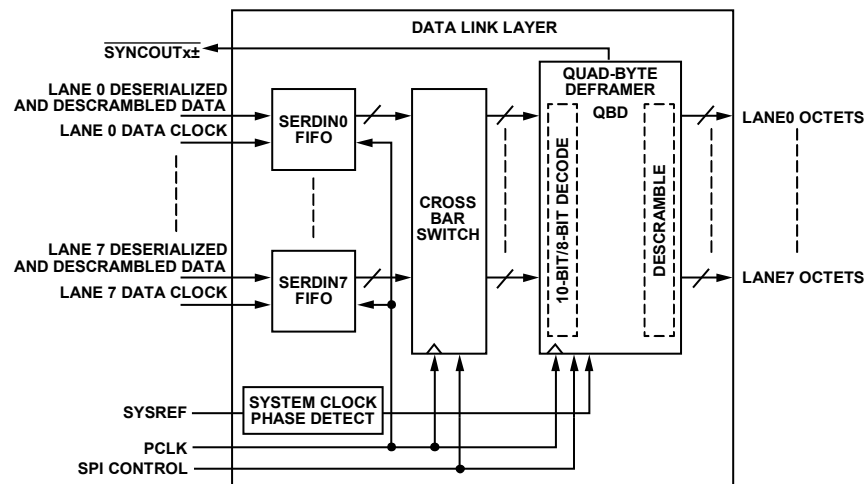 DATA LINK LAYER
SYNCOUTx±
QUAD-BYTE
DEFRAMER
QBD
LANE 0 DESERIALIZED
AND DESCRAMBLED DATA
LANE 0 DATA CLOCK
SERDIN0
FIFO
LANE0 OCTETS
CROSS
BAR
SWITCH
10-BIT/8-BIT DECODE
DESCRAMBLE
LANE 7 DESERIALIZED
AND DESCRAMBLED DATA
LANE 7 DATA CLOCK
SERDIN7
FIFO
LANE7 OCTETS
SYSREF
SYSTEM CLOCK
PHASE DETECT
PCLK
SPI CONTROL